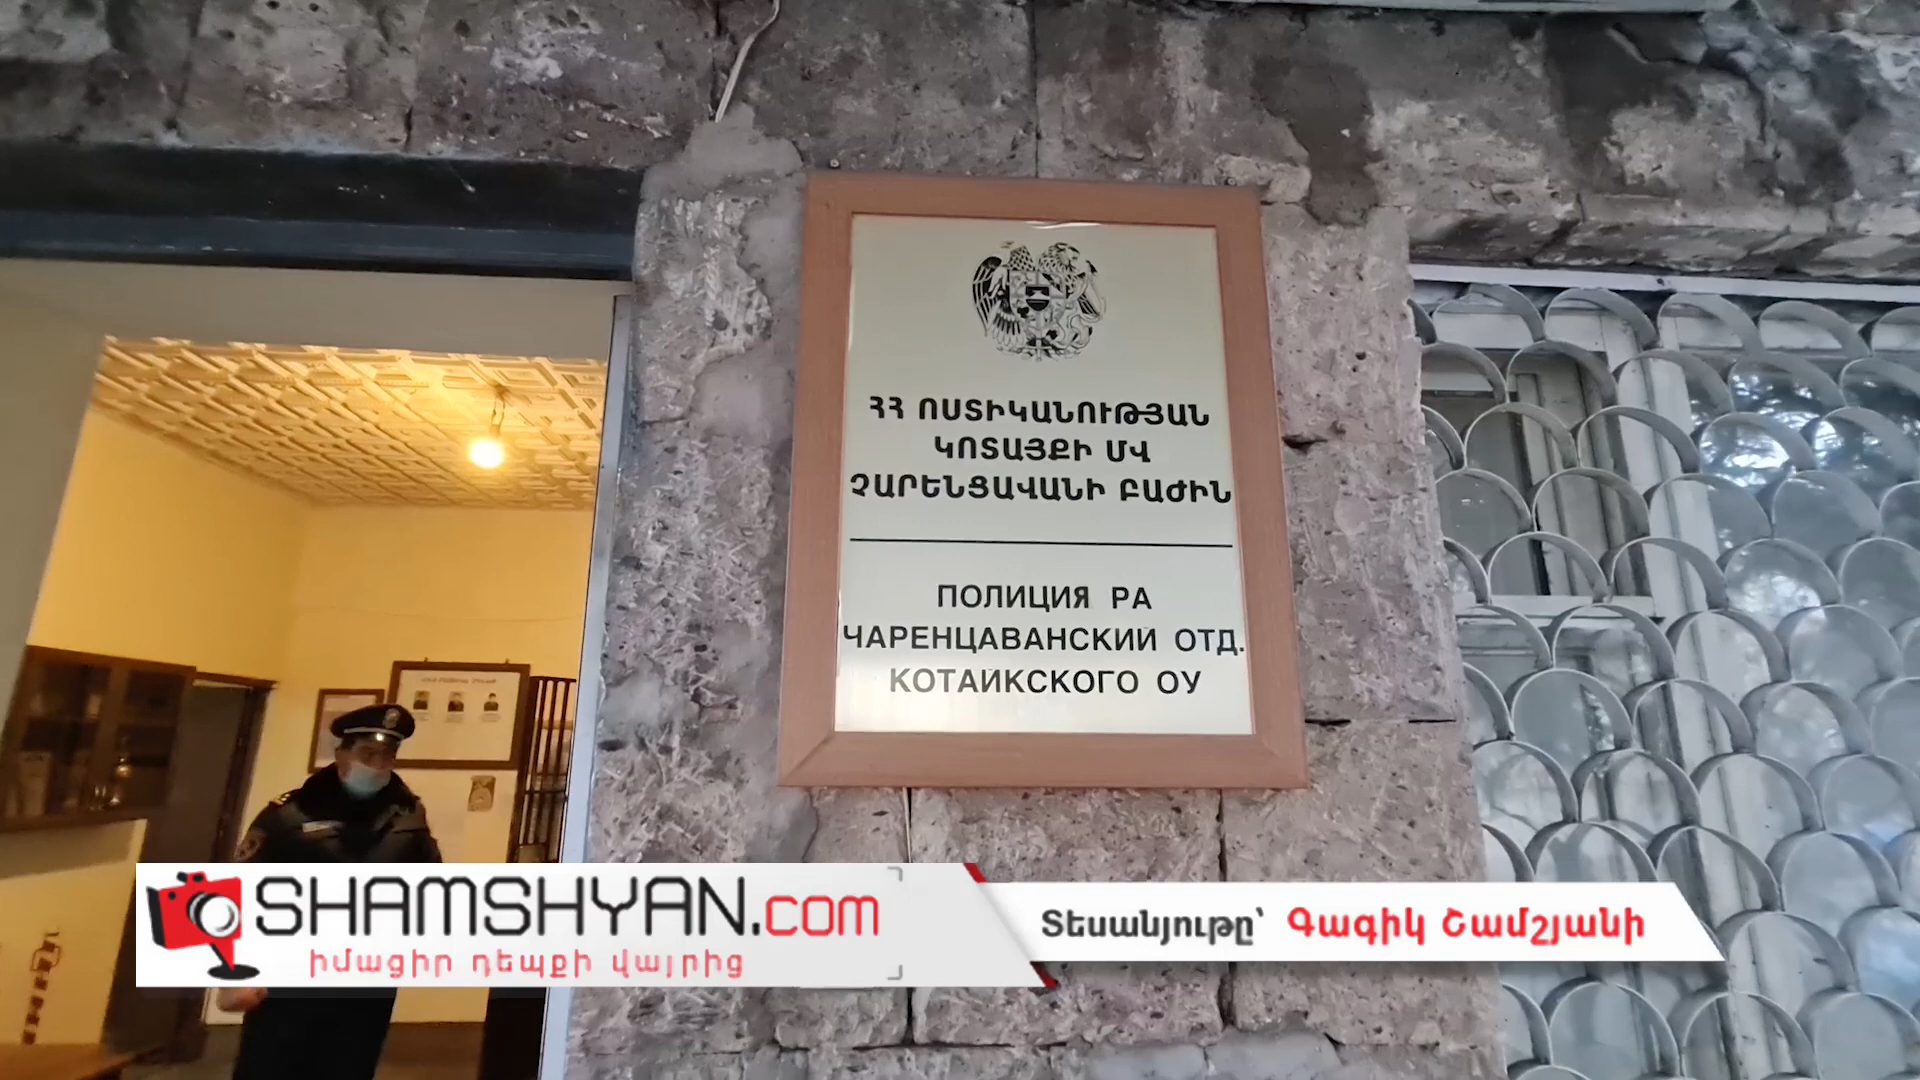 ՀՀ ՈՍՏԻԿԱՆՈՒԹՅԱՆ
ԿՈՏԱՅՔԻ ՄՎ
ՉԱՐԵՆՑԱՎԱՆԻ ԲԱԺԻՆ
ПОЛИЦИЯ РА
ЧАРЕНЦАВАНСКИЙ ОТД.
КОТАЙКСКОГО ОУ
SHAMSHYAN.com
իմացիր դեպքի վայրից
Տեսանյութը՝ Գագիկ Շամշյանի